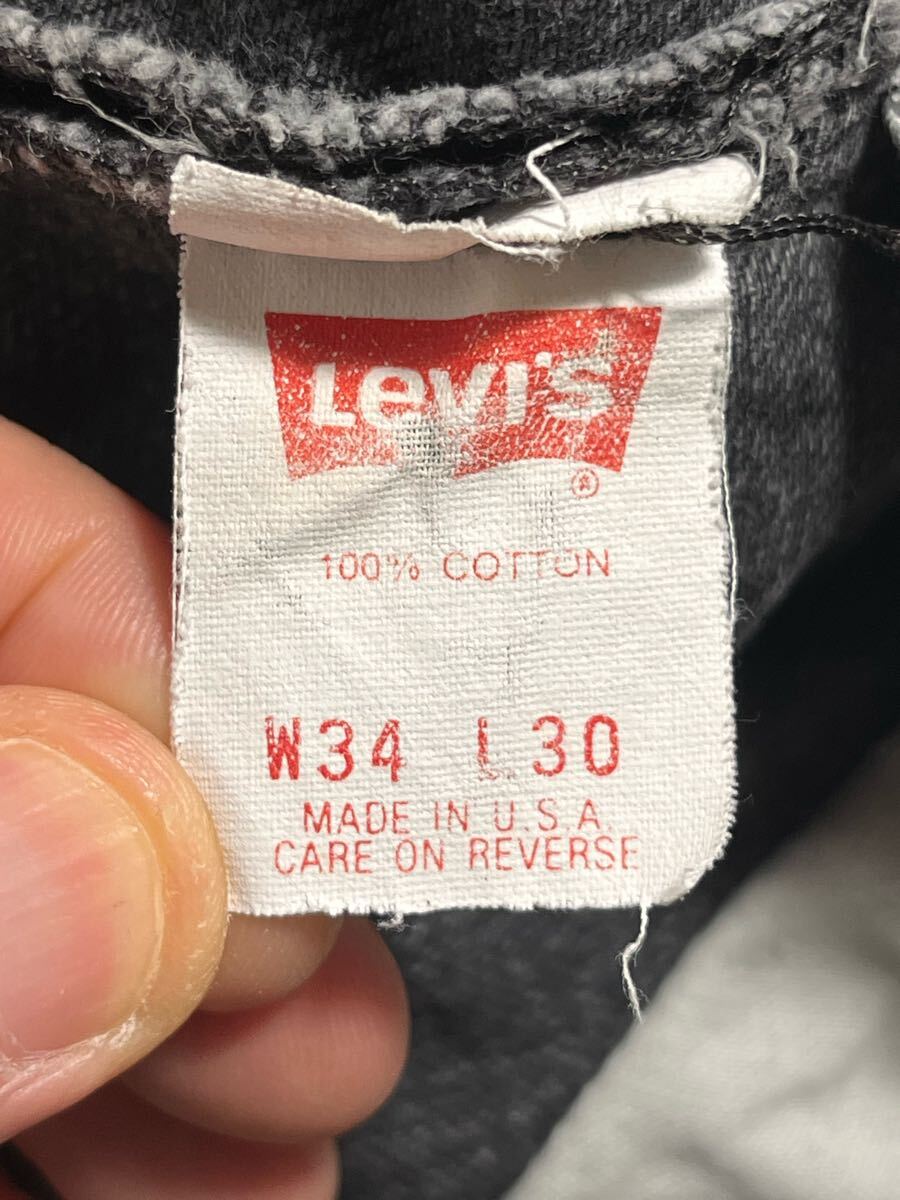 Levi's
®
100% COTTON
W34 L30
MADE IN U.S.A.
CARE ON REVERSE